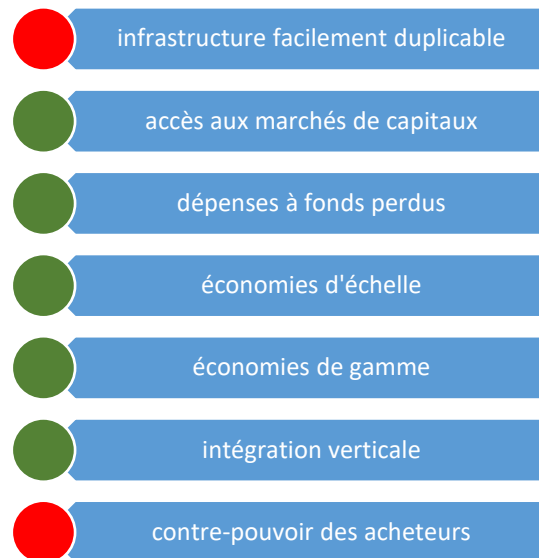 infrastructure facilement duplicable
accès aux marchés de capitaux
dépenses à fonds perdus
économies d'échelle
économies de gamme
intégration verticale
contre-pouvoir des acheteurs